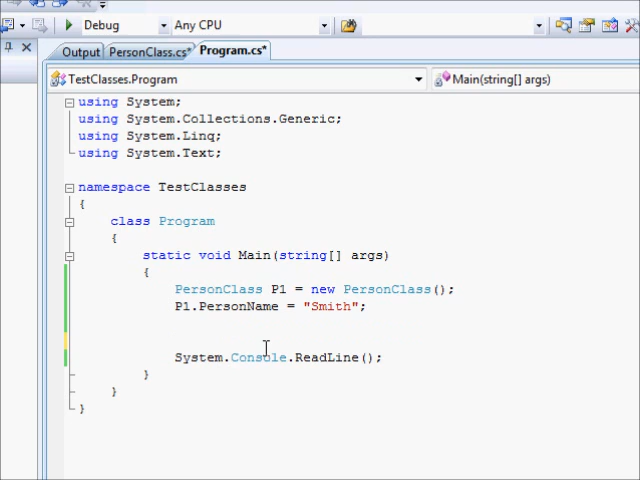 Debug Any CPU
Output PersonClass.cs* Program.cs*
TestClasses.Program Main(string[] args)
using System;
using System.Collections.Generic;
using System.Linq;
using System.Text;
namespace TestClasses
{
class Program
{
static void Main(string[] args)
{
PersonClass P1 = new PersonClass();
P1.PersonName = "Smith";
System.Console.ReadLine();
}
}
}